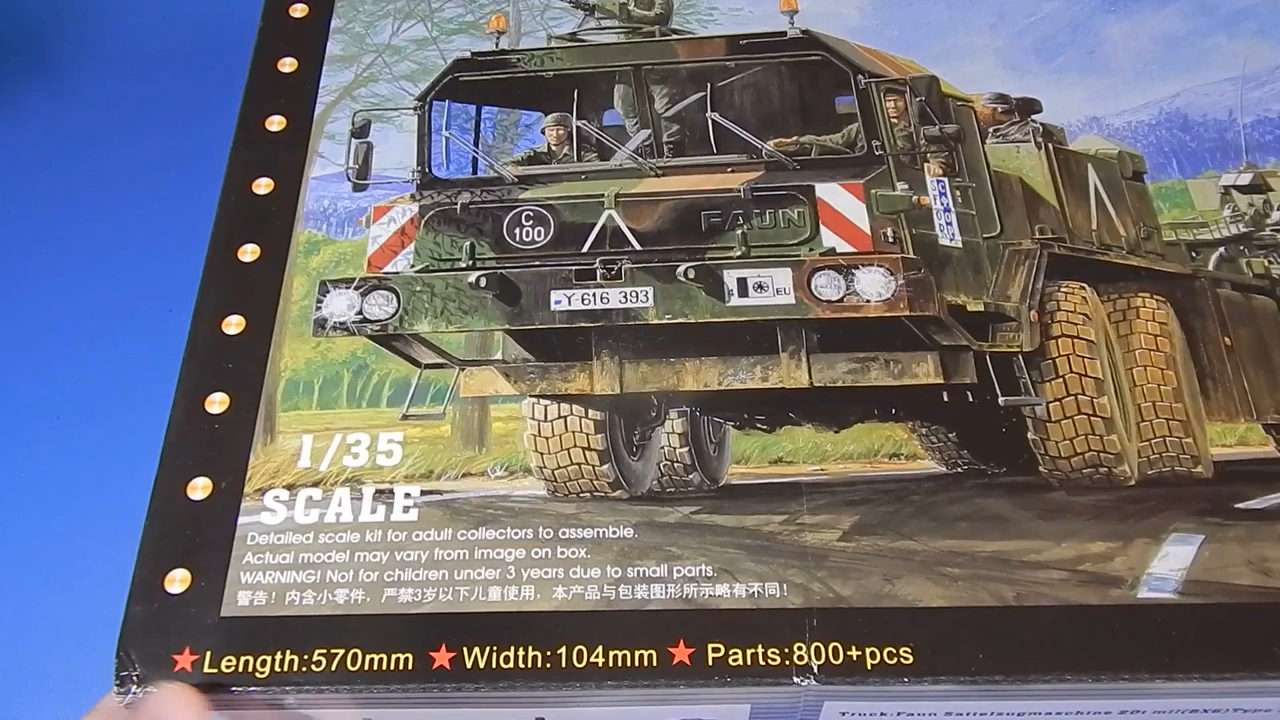 C
100
FAUN
Y-616 393
EU
1/35
SCALE
Detailed scale kit for adult collectors to assemble.
Actual model may vary from image on box.
WARNING! Not for children under 3 years due to small parts.
警告！内含小零件，严禁3岁以下儿童使用，本产品与包装图形所示略有不同！
Length:570mm Width:104mm Parts:800+pcs
Truck:Faun Sattelzugmaschine